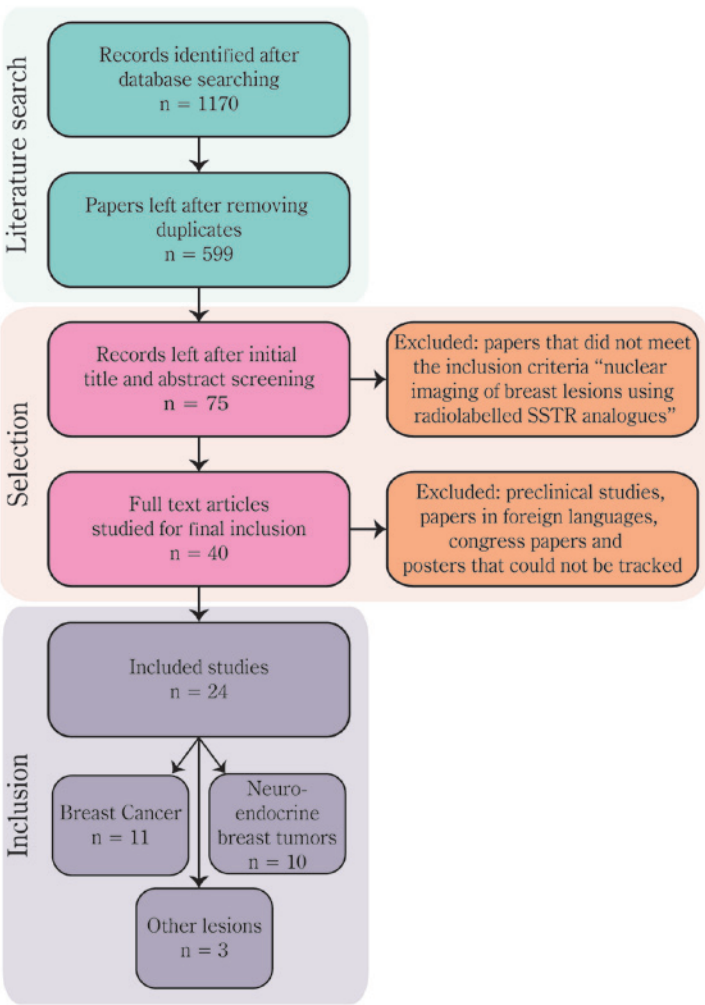 Literature search
Records identified after
database searching
n = 1170
Papers left after removing
duplicates
n = 599
Selection
Records left after initial
title and abstract screening
n = 75
Excluded: papers that did not meet
the inclusion criteria “nuclear
imaging of breast lesions using
radiolabelled SSTR analogues”
Full text articles
studied for final inclusion
n = 40
Excluded: preclinical studies,
papers in foreign languages,
congress papers and
posters that could not be tracked
Inclusion
Included studies
n = 24
Breast Cancer
n = 11
Neuro-
endocrine
breast tumors
n = 10
Other lesions
n = 3